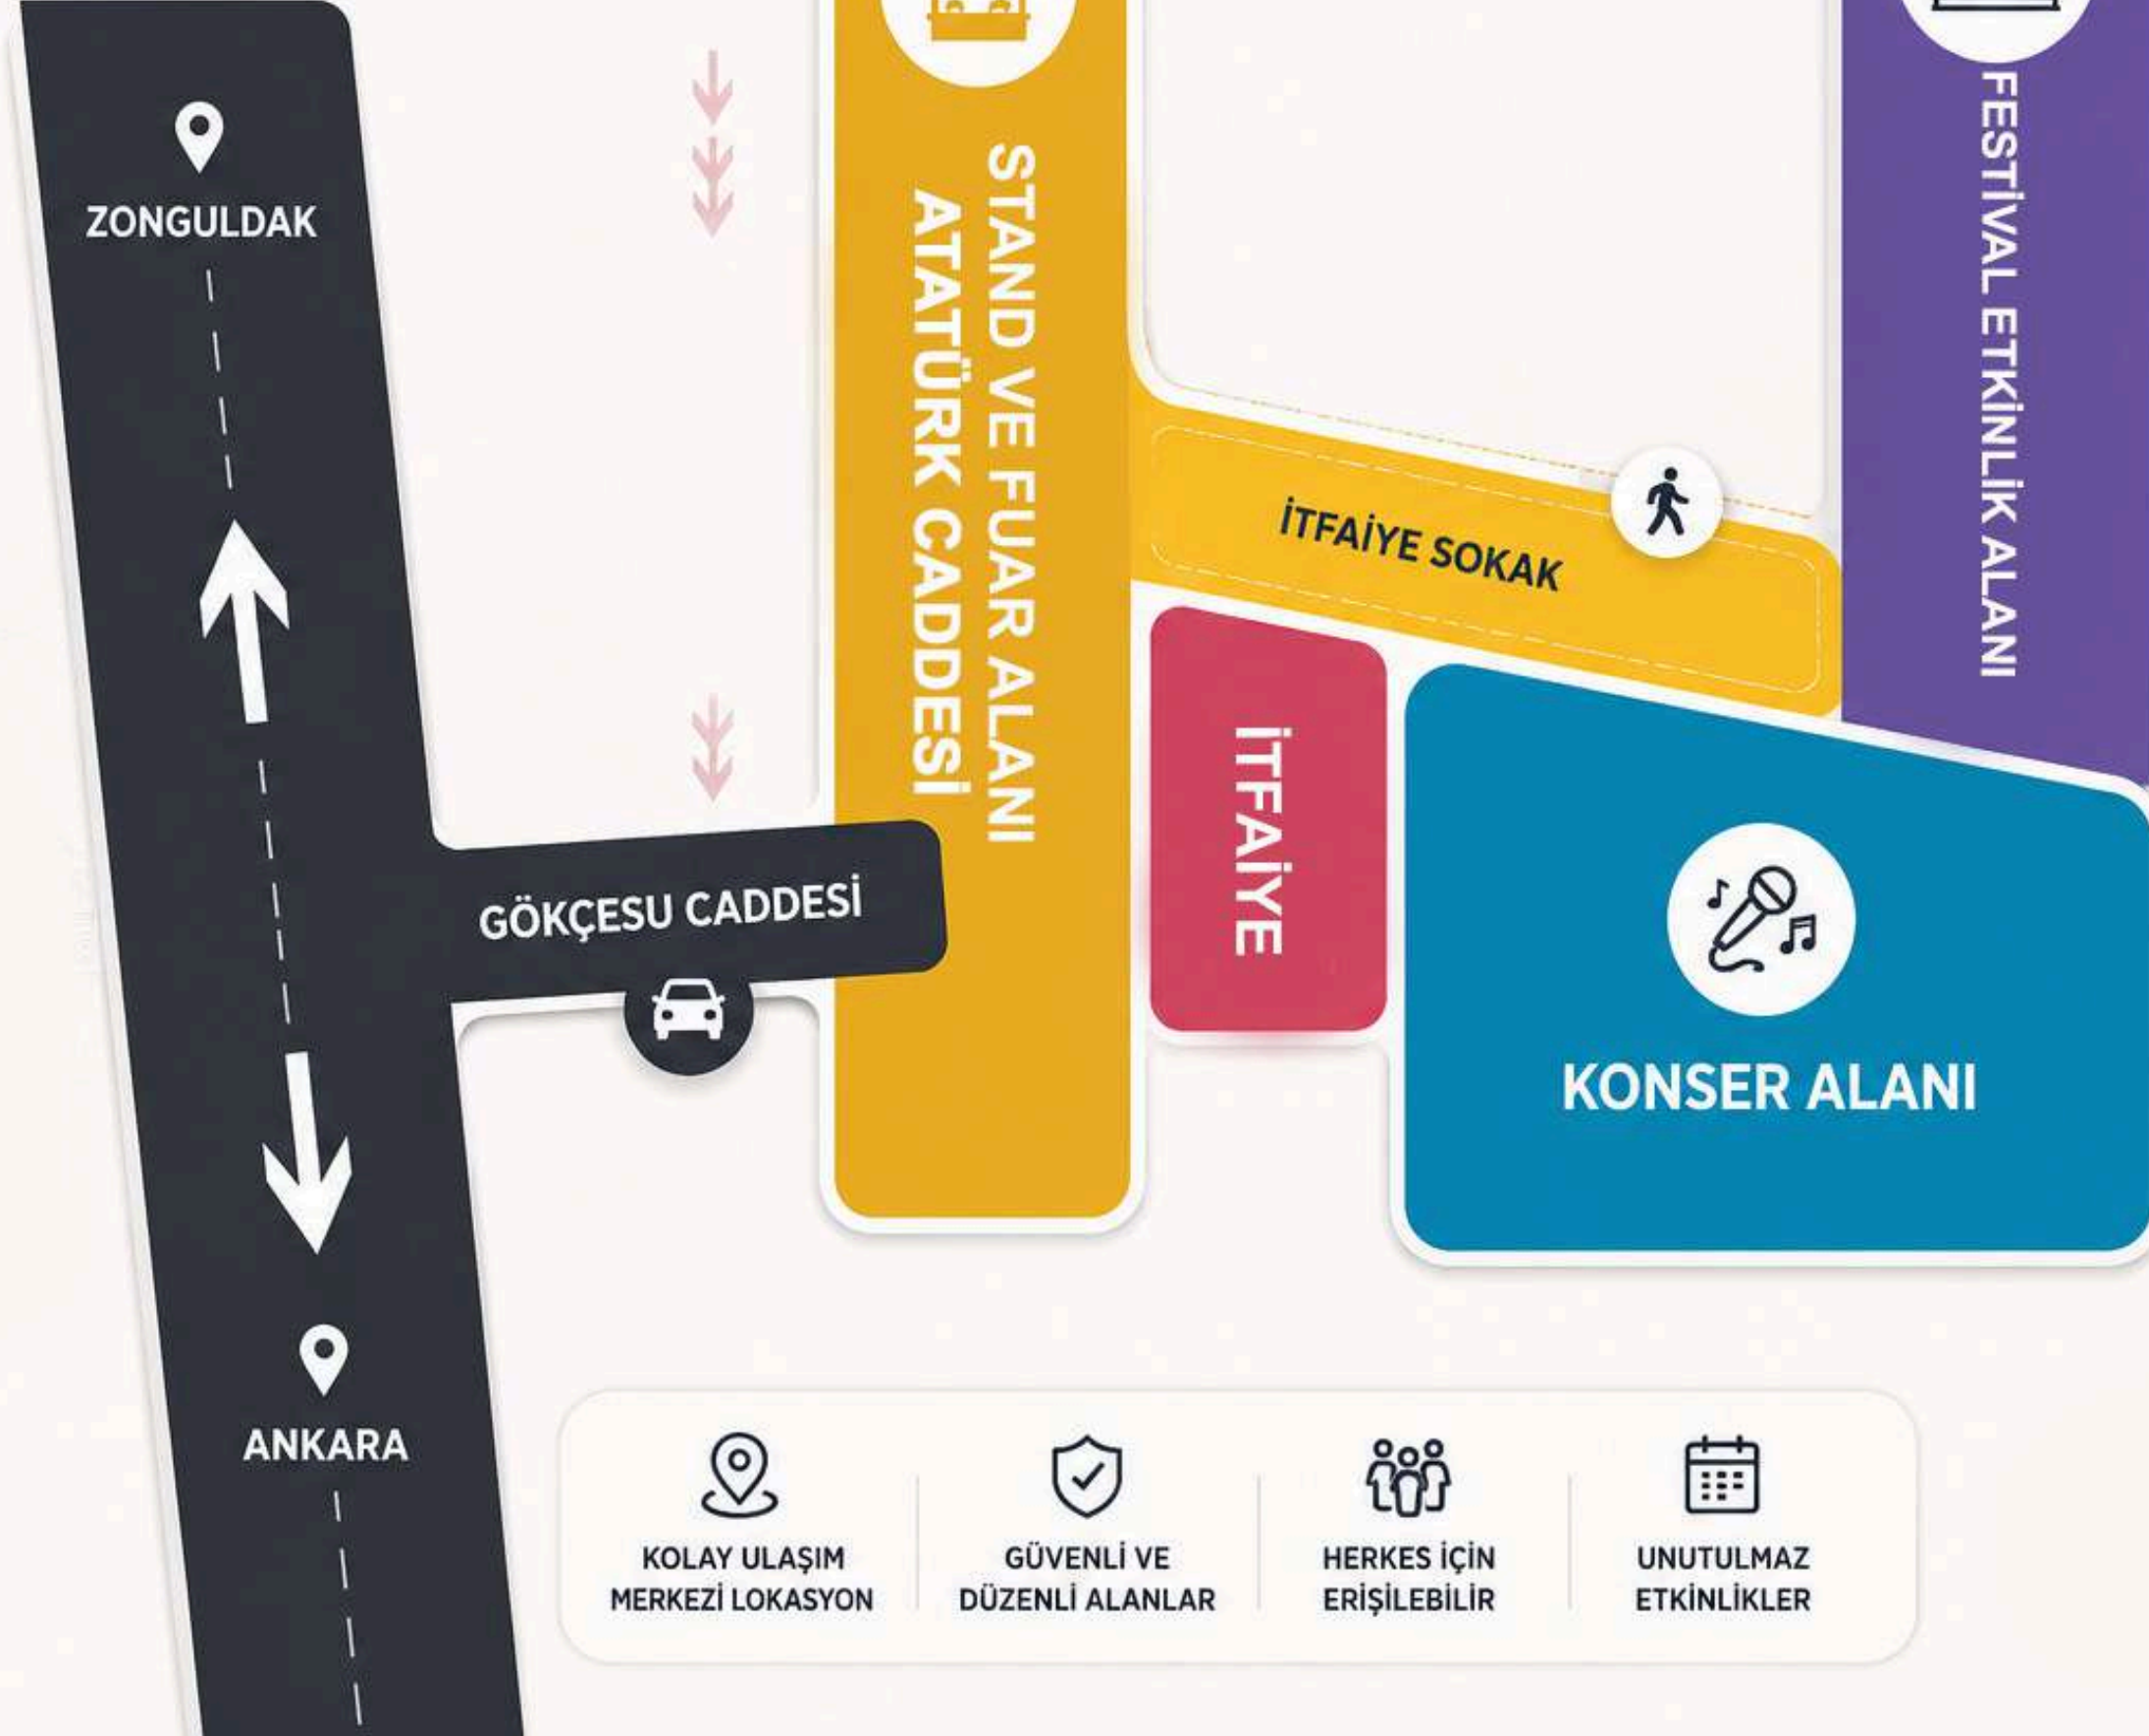 ZONGULDAK
STAND VE FUAR ALANI
ATATÜRK CADDESİ
FESTİVAL ETKİNLİK ALANI
İTFAİYE SOKAK
İTFAİYE
GÖKÇESU CADDESİ
KONSER ALANI
ANKARA
KOLAY ULAŞIM
MERKEZİ LOKASYON
GÜVENLİ VE
DÜZENLİ ALANLAR
HERKES İÇİN
ERİŞİLEBİLİR
UNUTULMAZ
ETKİNLİKLER